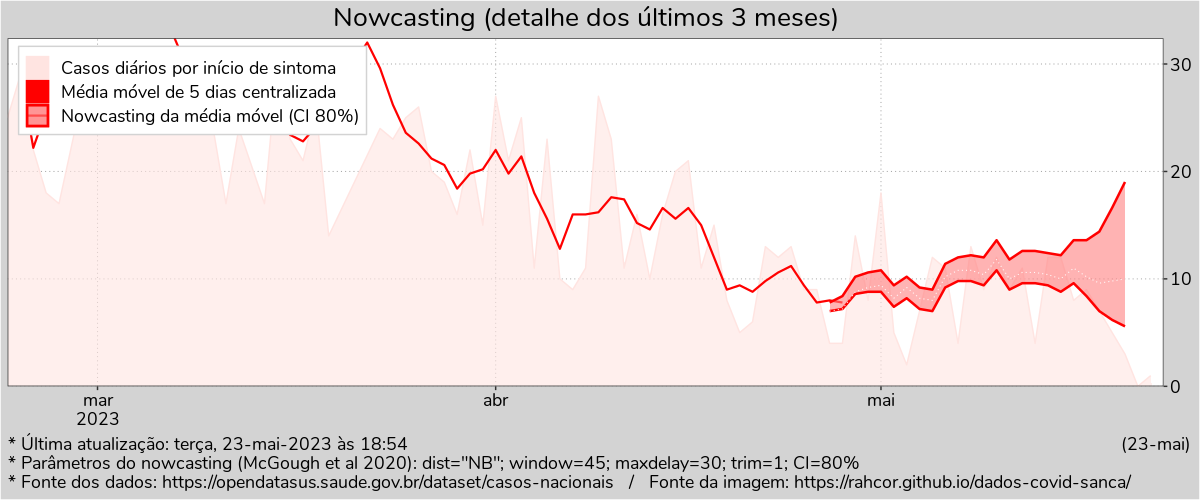 Nowcasting (detalhe dos últimos 3 meses)
Casos diários por início de sintoma
Média móvel de 5 dias centralizada
Nowcasting da média móvel (CI 80%)
30
20
10
0
mar
2023
abr
mai
* Última atualização: terça, 23-mai-2023 às 18:54
(23-mai)
* Parâmetros do nowcasting (McGough et al 2020): dist="NB"; window=45; maxdelay=30; trim=1; CI=80%
* Fonte dos dados: https://opendatasus.saude.gov.br/dataset/casos-nacionais / Fonte da imagem: https://rahcor.github.io/dados-covid-sanca/